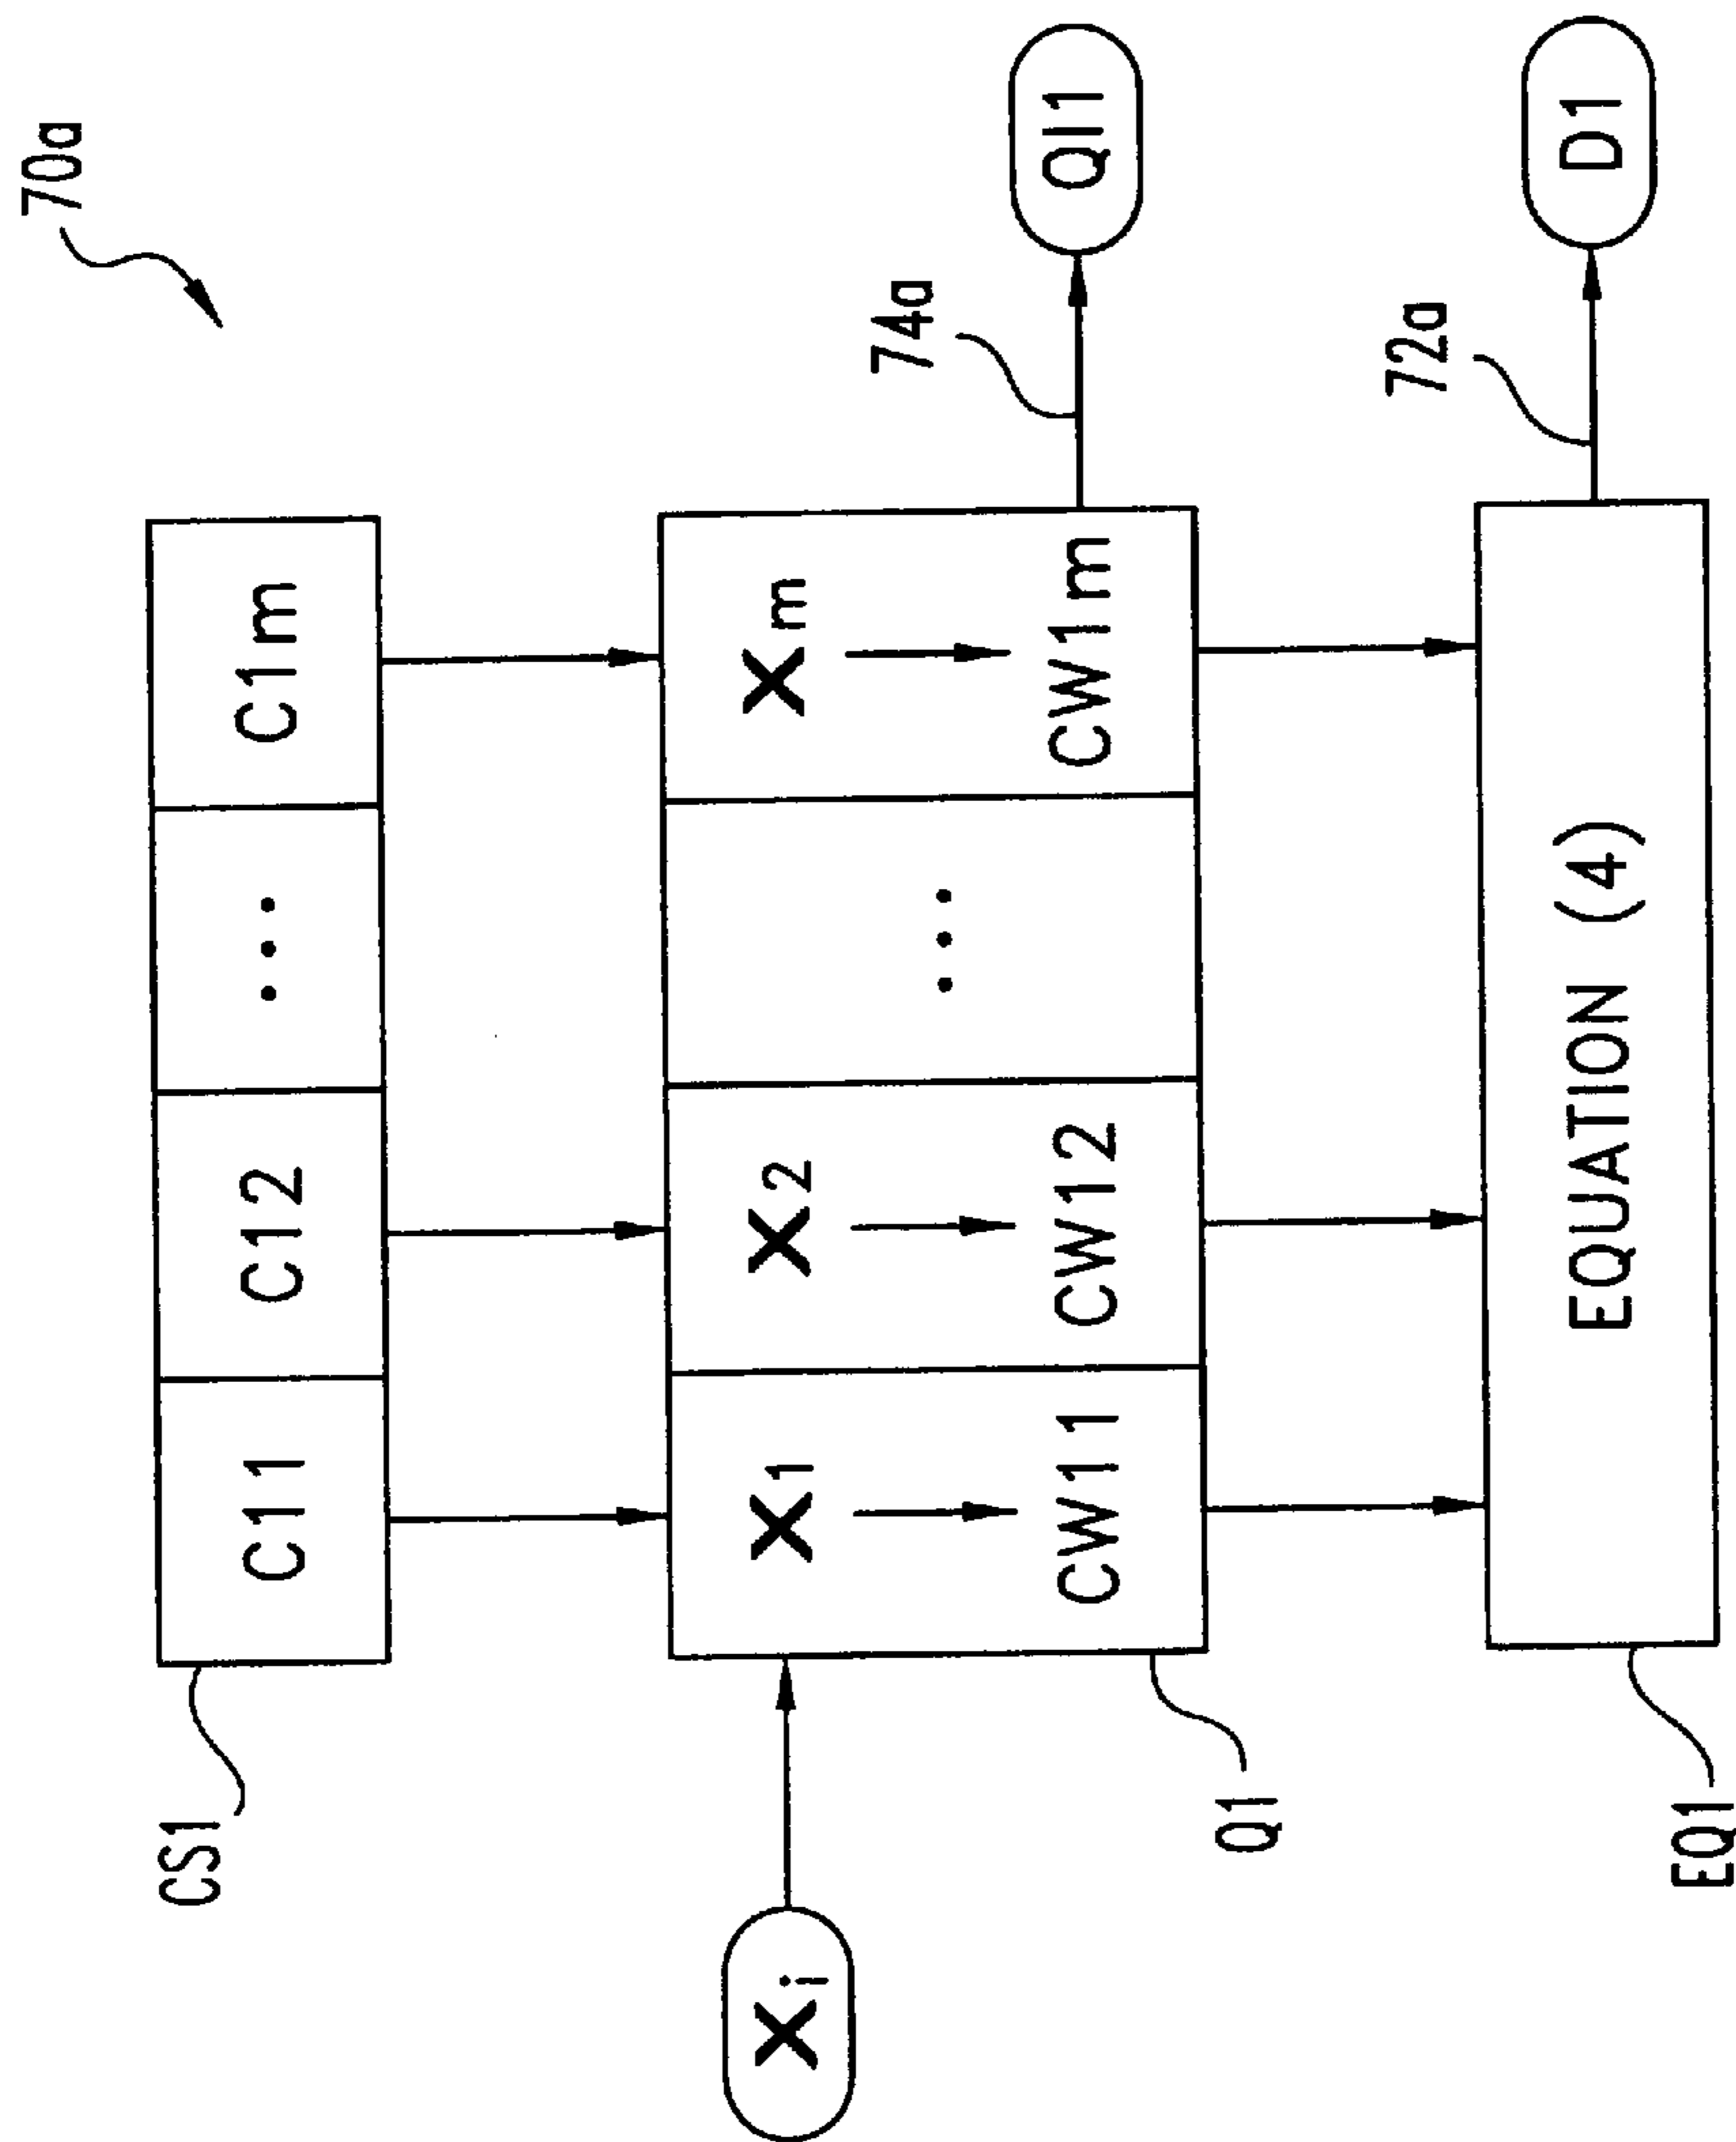 70a
CS1
C11
C12
...
C1m
Xi
X1
X2
...
Xm
CW11
CW12
CW1m
74a
QI1
Q1
EQUATION (4)
72a
D1
EQ1